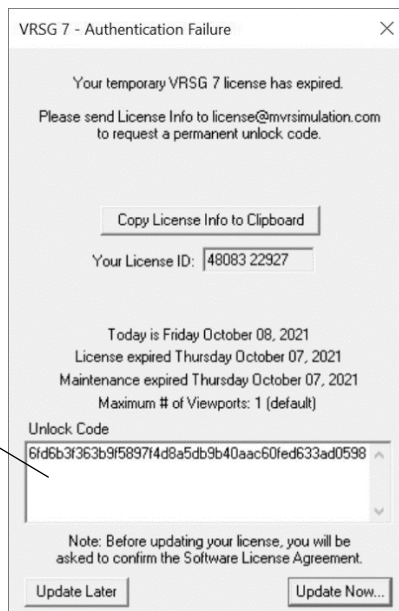 VRSG 7 - Authentication Failure
Your temporary VRSG 7 license has expired.
Please send License Info to license@mvrsimulation.com
to request a permanent unlock code.
Copy License Info to Clipboard
Your License ID: 48083 22927
Today is Friday October 08, 2021
License expired Thursday October 07, 2021
Maintenance expired Thursday October 07, 2021
Maximum # of Viewports: 1 (default)
Unlock Code
6fd6b3f363b9f5897f4d8a5db9b40aac60fed633ad0598
Note: Before updating your license, you will be
asked to confirm the Software License Agreement.
Update Later Update Now...